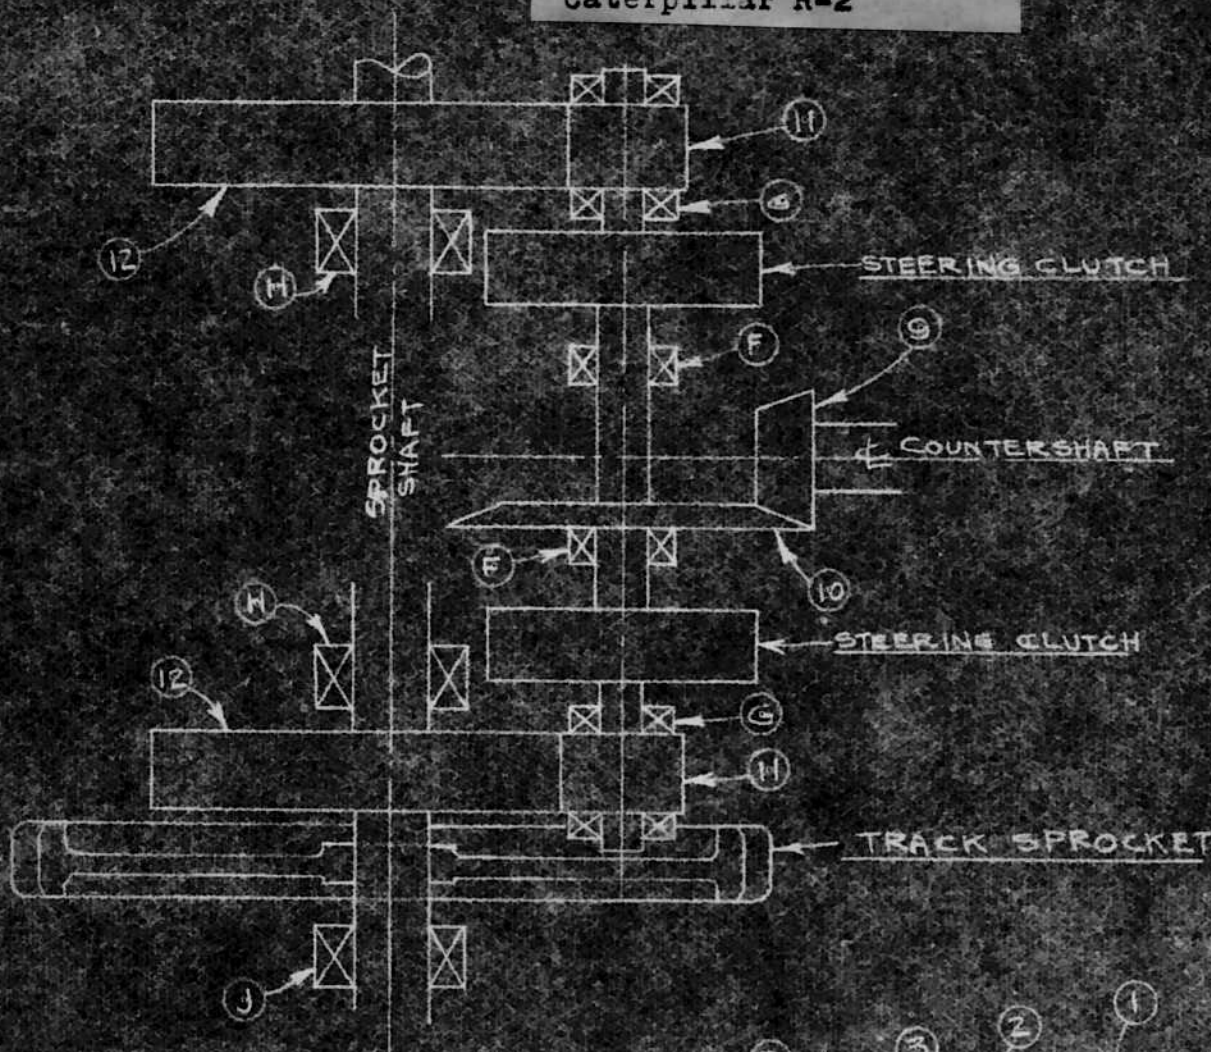 Caterpillar R-2
11
G
12
H
STEERING CLUTCH
F
9
SPROCKET
SHAFT
℄ COUNTERSHAFT
F
10
H
STEERING CLUTCH
12
G
11
TRACK SPROCKET
J
1
2
3